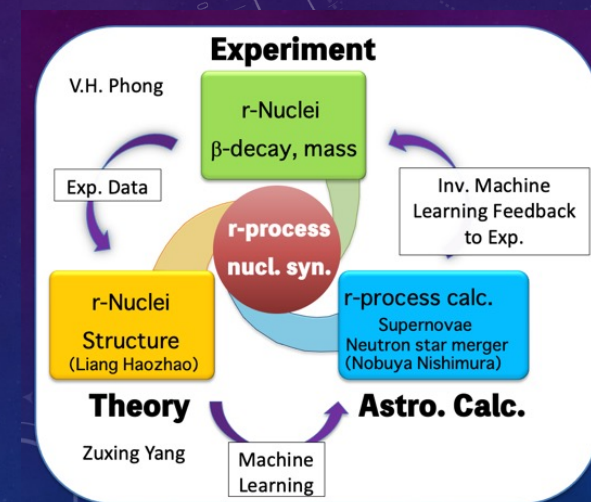 Experiment
V.H. Phong
r-Nuclei
β-decay, mass
Exp. Data
Inv. Machine
Learning Feedback
to Exp.
r-process
nucl. syn.
r-Nuclei
Structure
(Liang Haozhao)
r-process calc.
Supernovae
Neutron star merger
(Nobuya Nishimura)
Theory
Astro. Calc.
Zuxing Yang
Machine
Learning